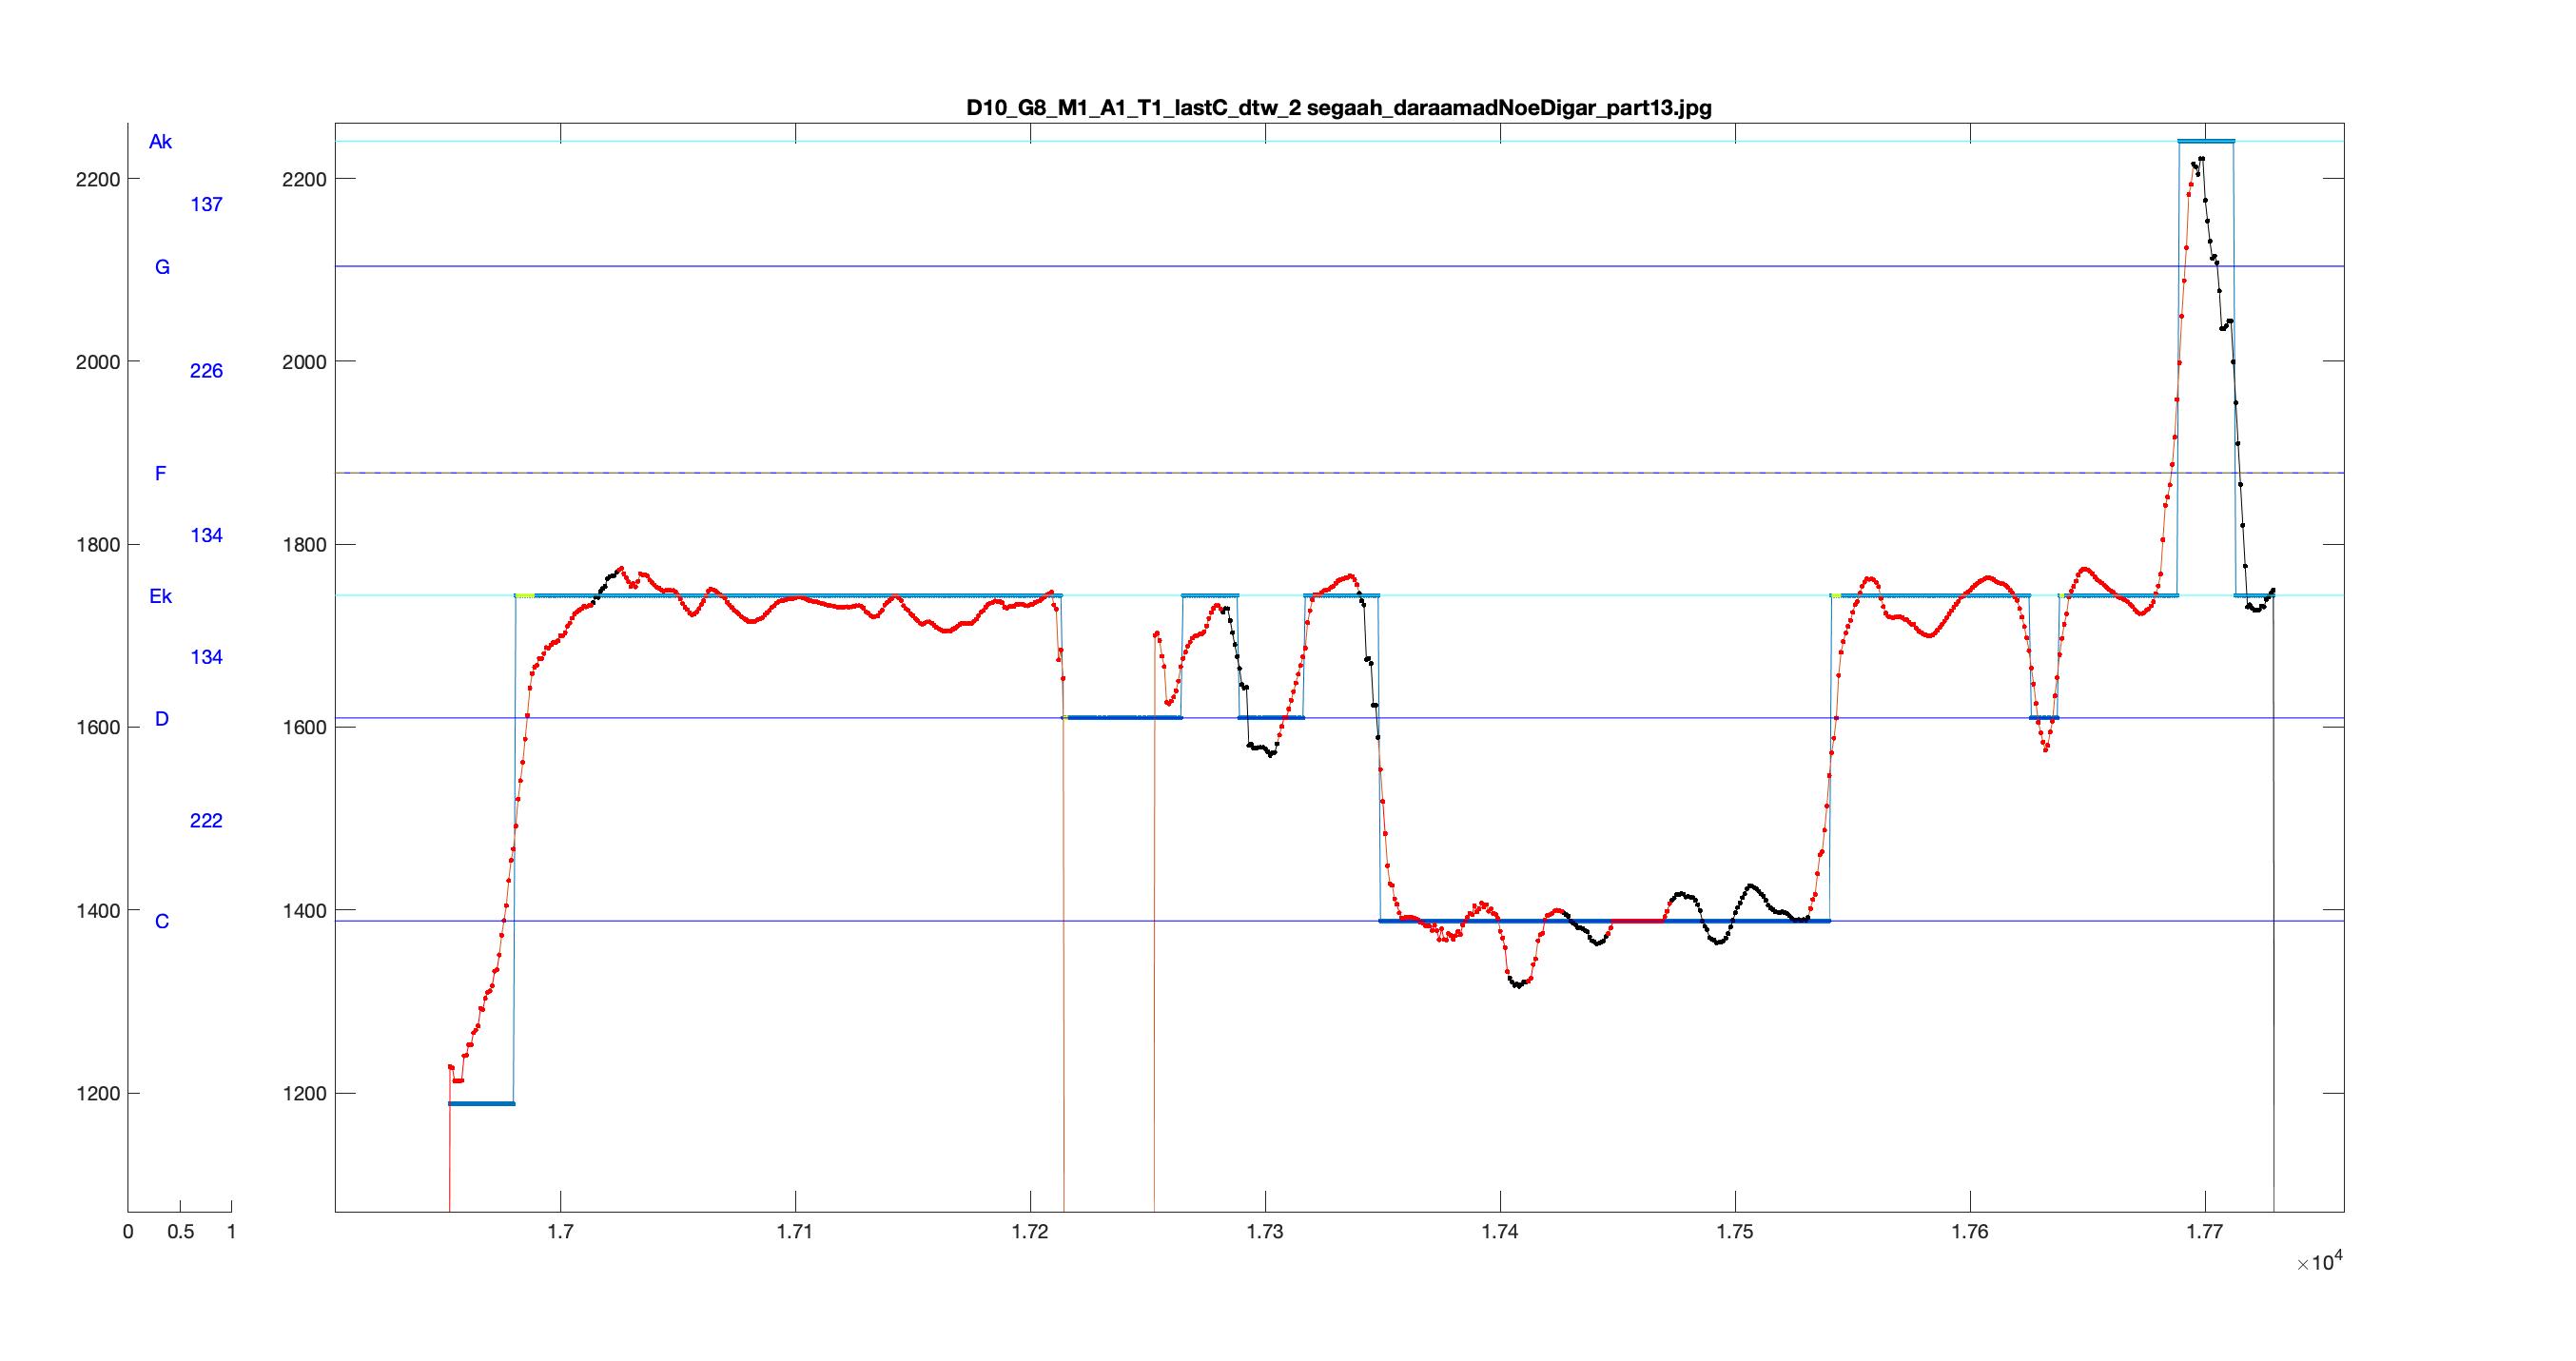 D10_G8_M1_A1_T1_lastC_dtw_2 segaah_daraamadNoeDigar_part13.jpg
Ak
2200 2200
137
G
226
2000 2000
F
134
1800 1800
Ek
134
D
1600 1600
222
1400 1400
C
1200 1200
0 0.5 1 1.7 1.71 1.72 1.73 1.74 1.75 1.76 1.77
×10⁴